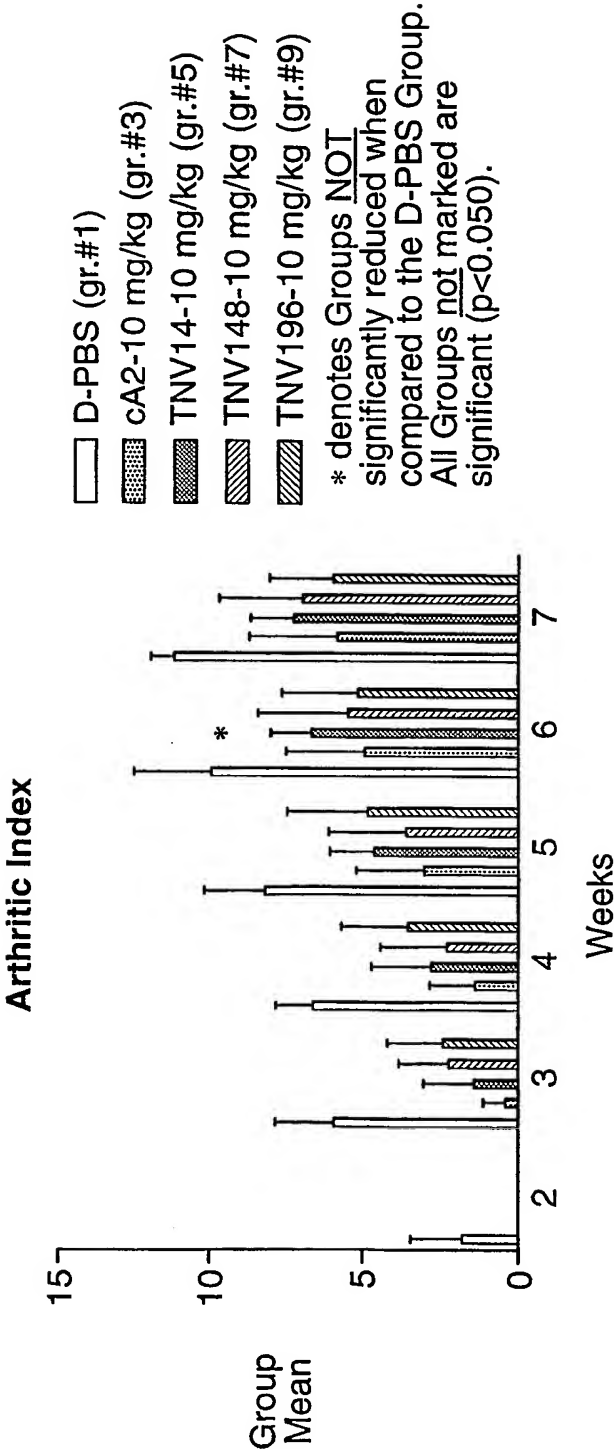 Arthritic Index
Group
Mean
15
10
5
0
2 3 4 5 6 7
Weeks
*
D-PBS (gr.#1)
cA2-10 mg/kg (gr.#3)
TNV14-10 mg/kg (gr.#5)
TNV148-10 mg/kg (gr.#7)
TNV196-10 mg/kg (gr.#9)
* denotes Groups NOT
significantly reduced when
compared to the D-PBS Group.
All Groups not marked are
significant (p<0.050).